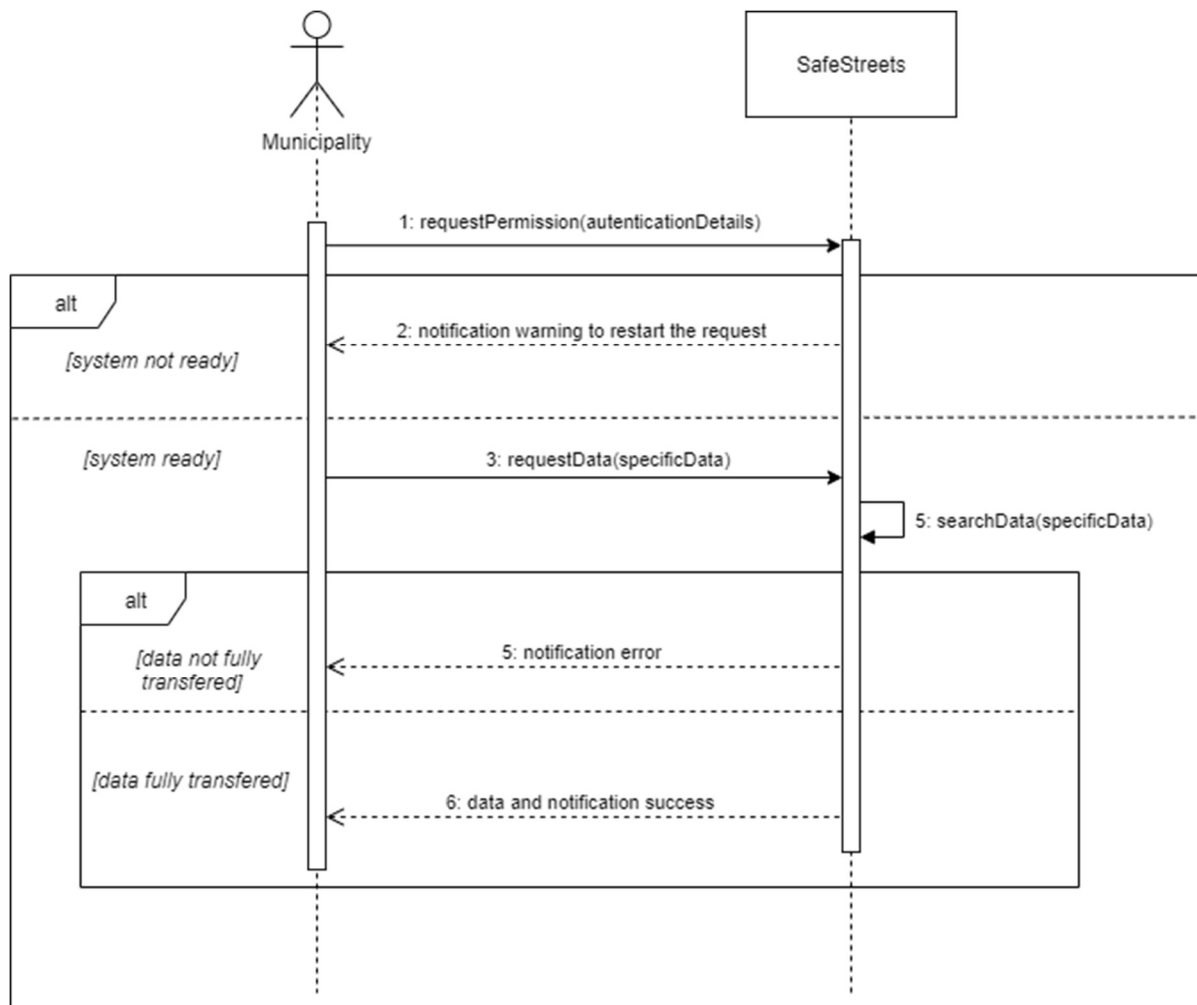 SafeStreets
Municipality
1: requestPermission(autenticationDetails)
alt
2: notification warning to restart the request
[system not ready]
[system ready]
3: requestData(specificData)
5: searchData(specificData)
alt
[data not fully
transfered]
5: notification error
[data fully transfered]
6: data and notification success